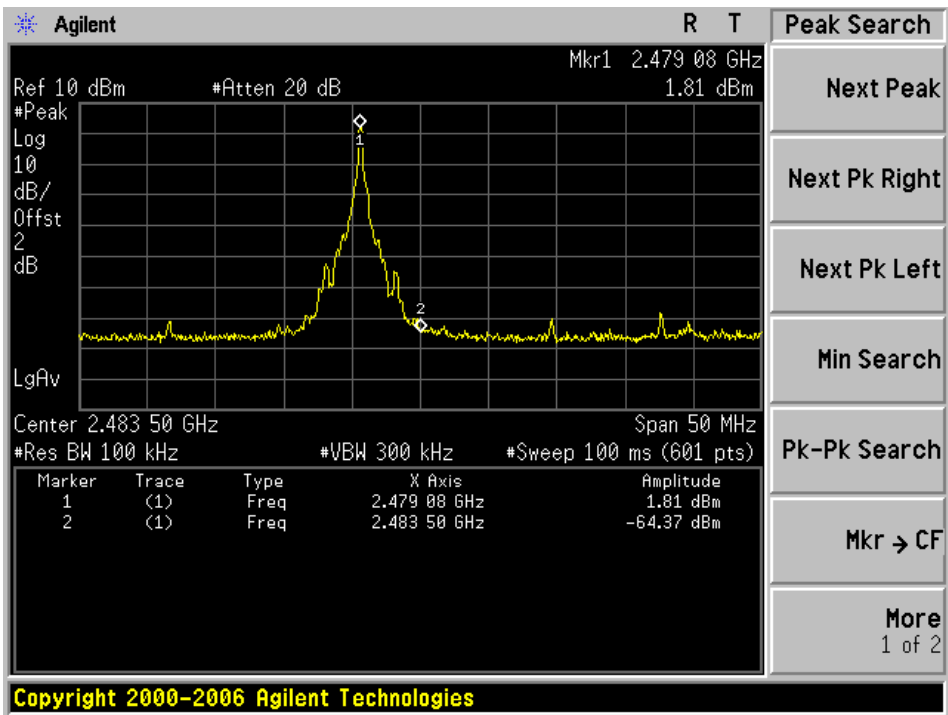 Agilent R T
Peak Search
Mkr1 2.479 08 GHz
Ref 10 dBm #Atten 20 dB 1.81 dBm
#Peak
Log
10
dB/
Offst
2
dB
LgAv
1
2
Center 2.483 50 GHz Span 50 MHz
#Res BW 100 kHz #VBW 300 kHz #Sweep 100 ms (601 pts)
Marker Trace Type X Axis Amplitude
1 (1) Freq 2.479 08 GHz 1.81 dBm
2 (1) Freq 2.483 50 GHz -64.37 dBm
Next Peak
Next Pk Right
Next Pk Left
Min Search
Pk-Pk Search
Mkr → CF
More
1 of 2
Copyright 2000-2006 Agilent Technologies